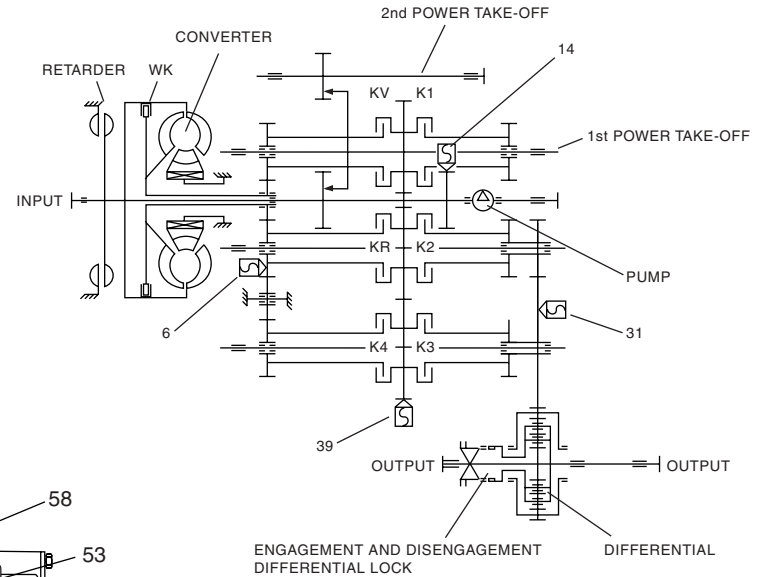 2nd POWER TAKE-OFF
CONVERTER
14
RETARDER
WK
KV
K1
1st POWER TAKE-OFF
INPUT
KR
K2
PUMP
6
31
K4
K3
39
OUTPUT
OUTPUT
58
53
ENGAGEMENT AND DISENGAGEMENT
DIFFERENTIAL LOCK
DIFFERENTIAL